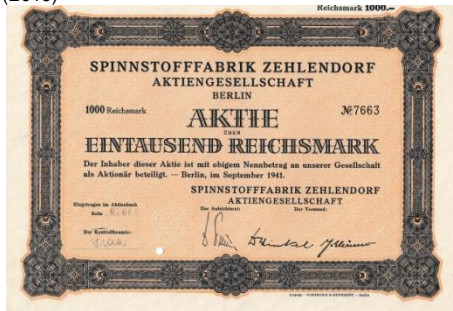 Reichsmark 1000.—
SPINNSTOFFFABRIK ZEHLENDORF
AKTIENGESELLSCHAFT
BERLIN
1000 Reichsmark
№ 7663
AKTIE
ÜBER
EINTAUSEND REICHSMARK
Der Inhaber dieser Aktie ist mit obigem Nennbetrag an unserer Gesellschaft
als Aktionär beteiligt. — Berlin, im September 1941.
SPINNSTOFFFABRIK ZEHLENDORF
AKTIENGESELLSCHAFT
Eingetragen im Aktienbuch
Seite
Der Aufsichtsrat:
Der Vorstand:
Der Kontrollbeamte: